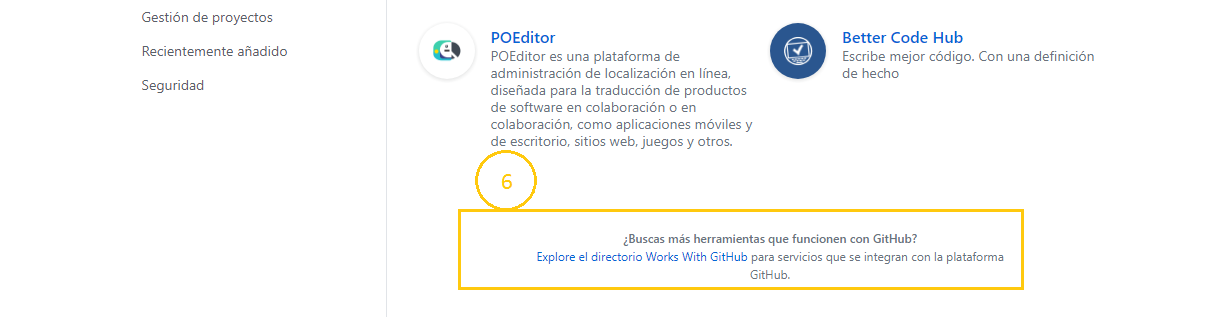 Gestión de proyectos
Recientemente añadido
Seguridad
POEditor
POEditor es una plataforma de
administración de localización en línea,
diseñada para la traducción de productos
de software en colaboración o en
colaboración, como aplicaciones móviles y
de escritorio, sitios web, juegos y otros.
Better Code Hub
Escribe mejor código. Con una definición
de hecho
6
¿Buscas más herramientas que funcionen con GitHub?
Explore el directorio Works With GitHub para servicios que se integran con la plataforma
GitHub.